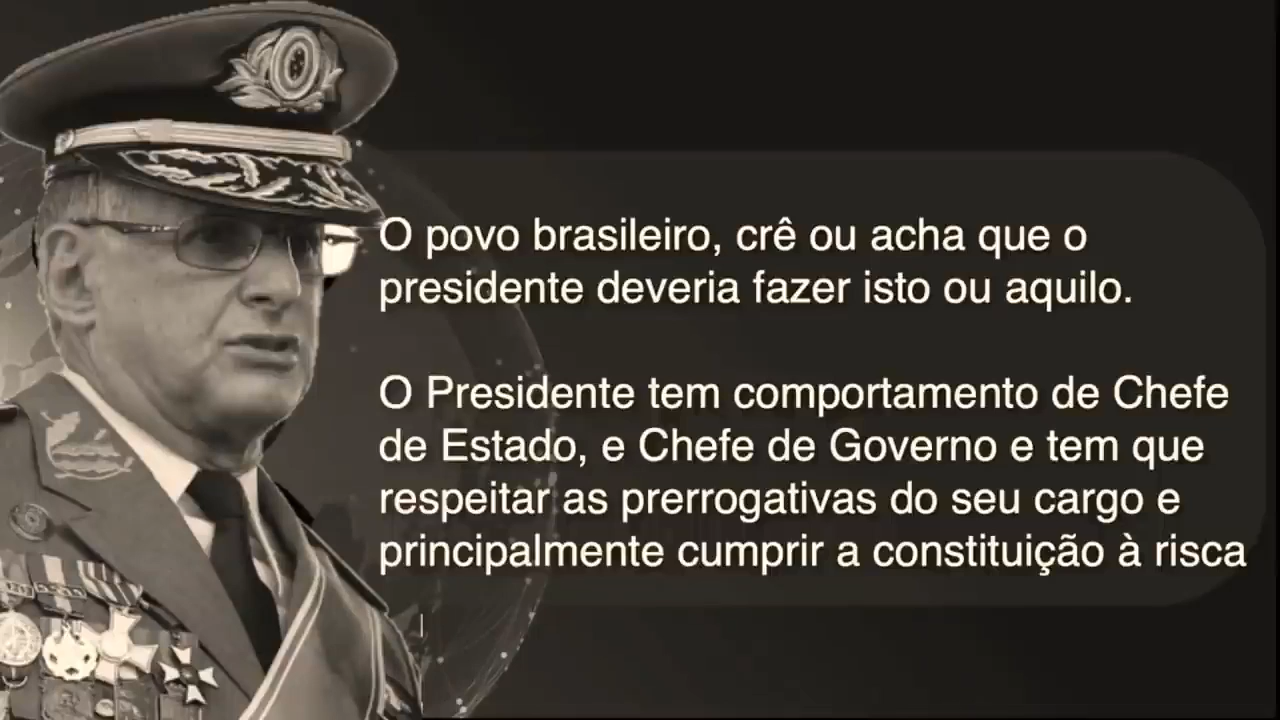 O povo brasileiro, crê ou acha que o
presidente deveria fazer isto ou aquilo.
O Presidente tem comportamento de Chefe
de Estado, e Chefe de Governo e tem que
respeitar as prerrogativas do seu cargo e
principalmente cumprir a constituição à risca